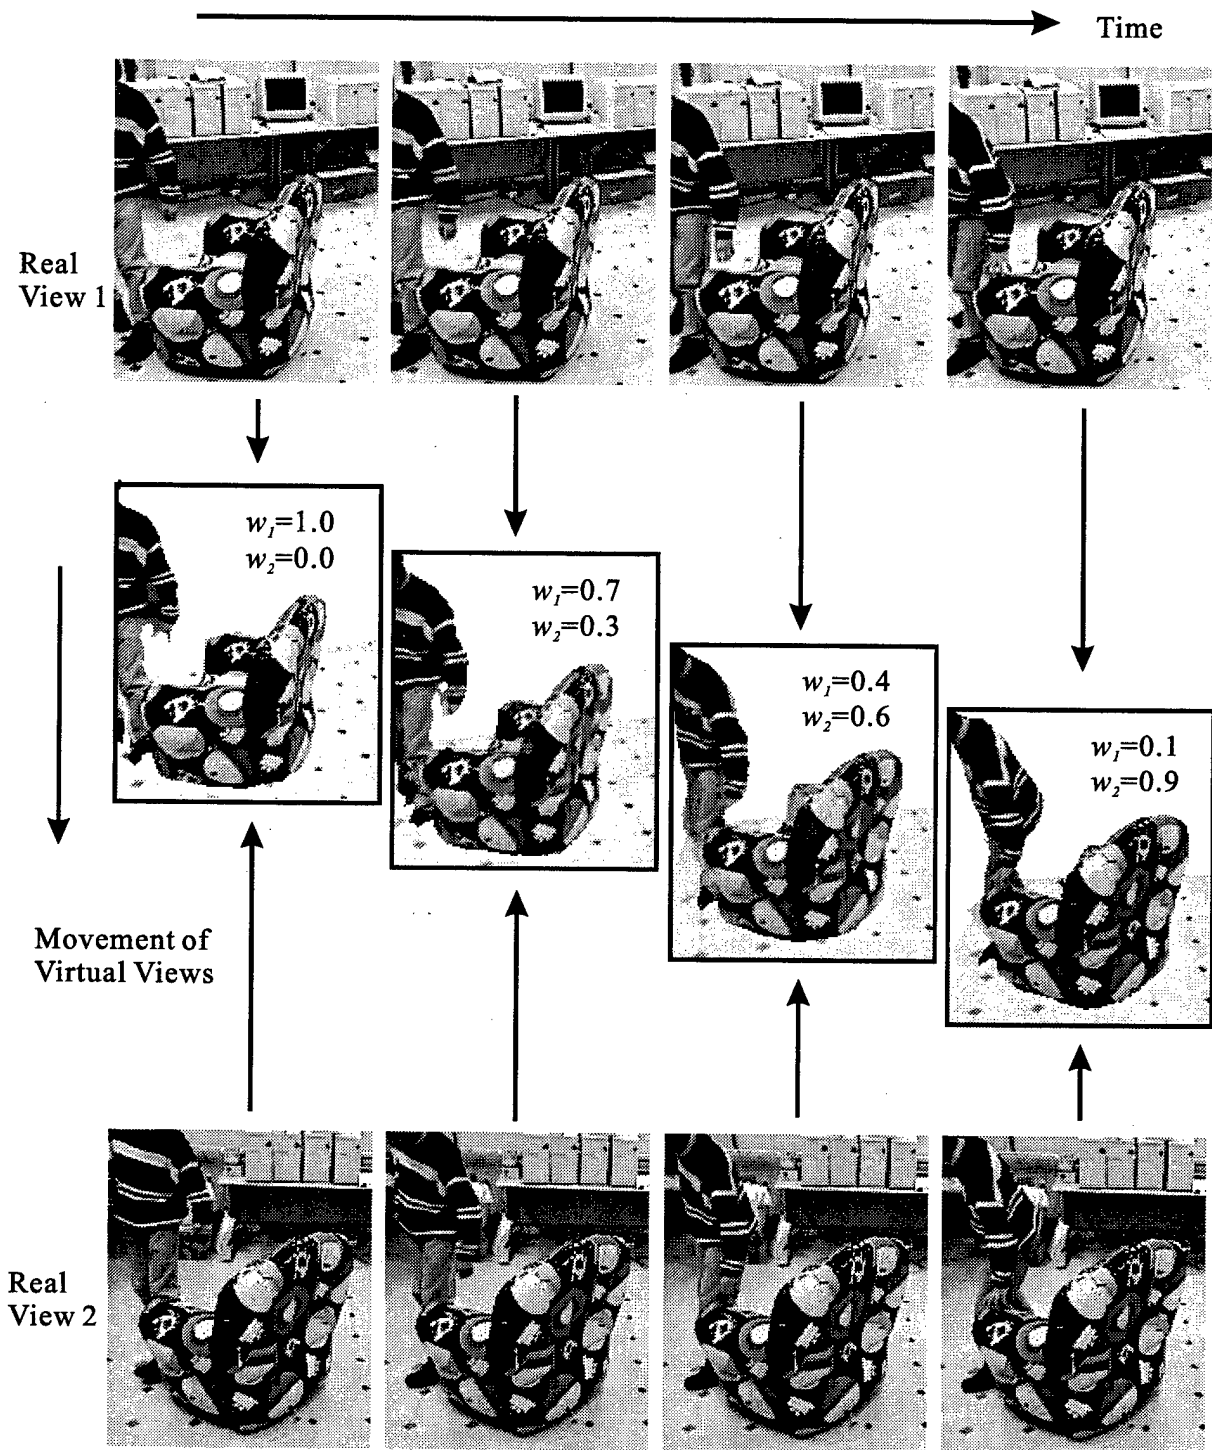 Time
Real
View 1
w₁=1.0
w₂=0.0
w₁=0.7
w₂=0.3
w₁=0.4
w₂=0.6
w₁=0.1
w₂=0.9
Movement of
Virtual Views
Real
View 2